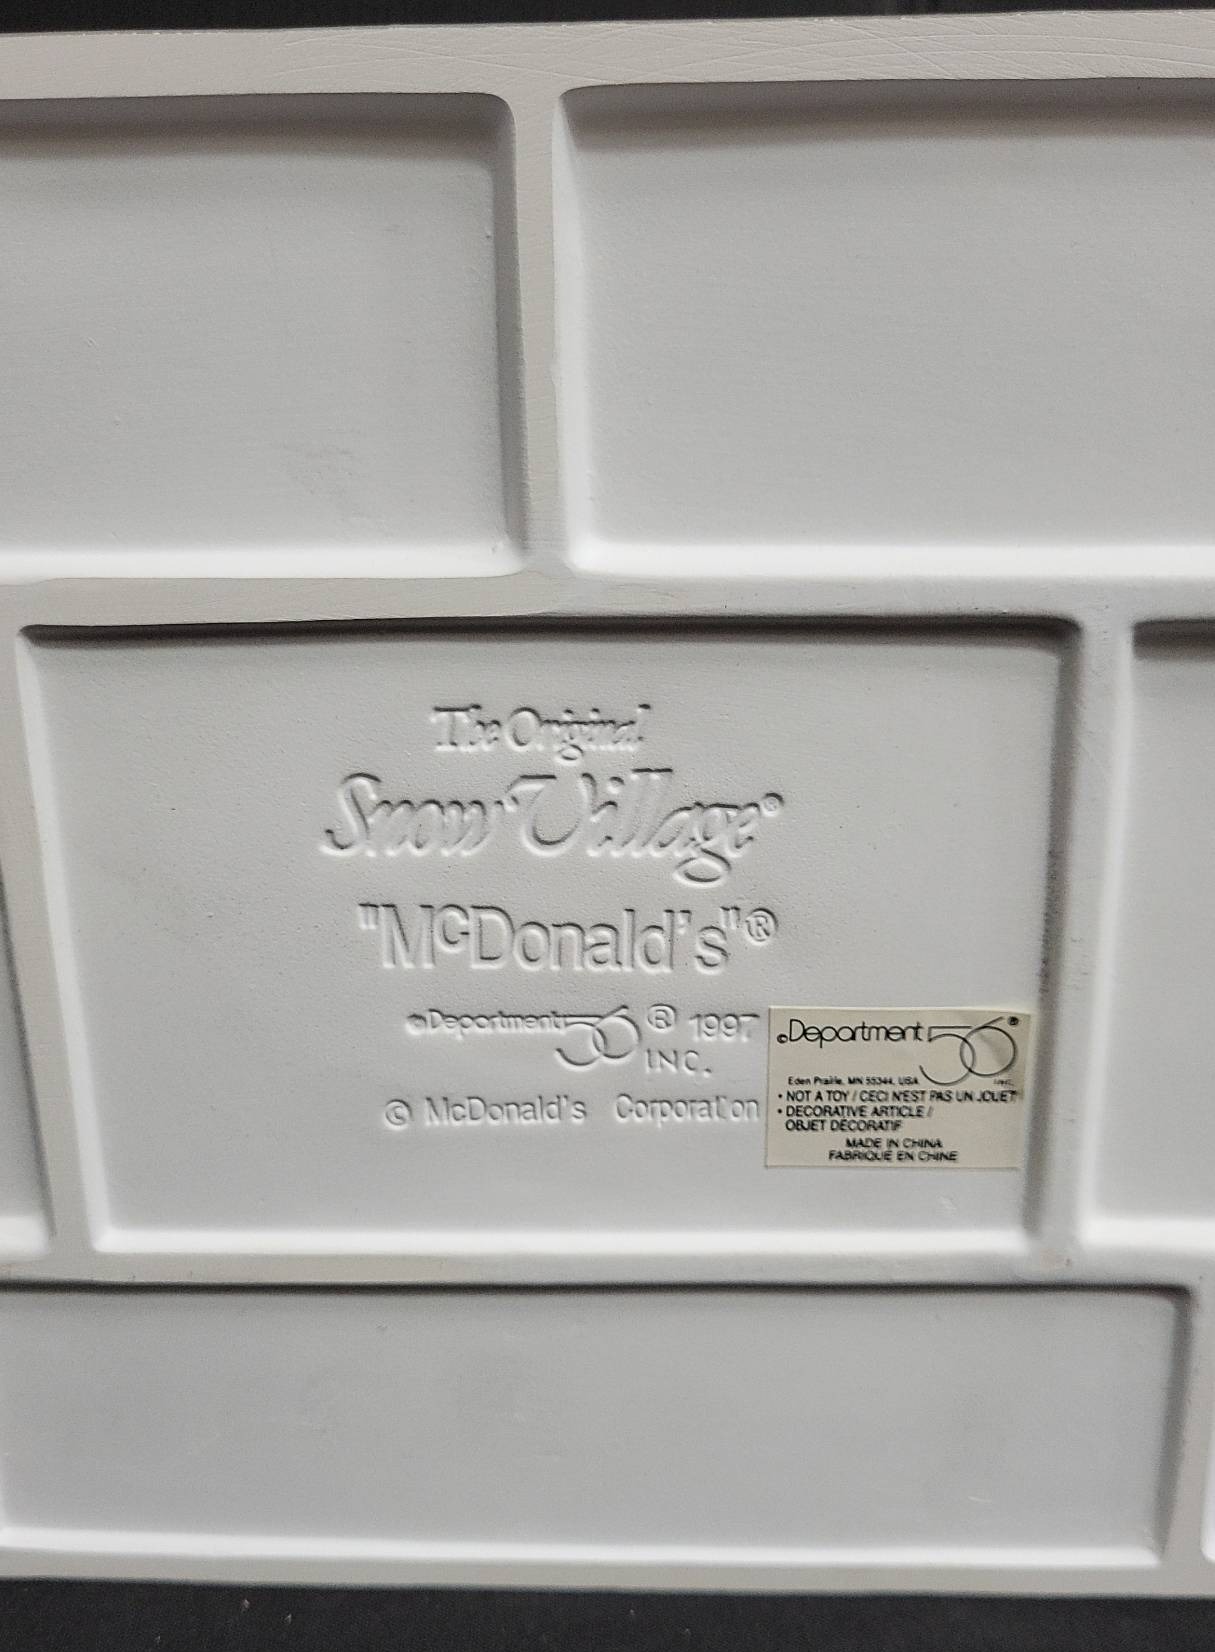 The Original
Snow Village®
"McDonald's"®
©Department 56® 1997
INC.
© McDonald's Corporation
©Department 56®
Eden Prairie, MN 55344, USA INC.
• NOT A TOY / CECI N'EST PAS UN JOUET
• DECORATIVE ARTICLE /
OBJET DÉCORATIF
MADE IN CHINA
FABRIQUÉ EN CHINE